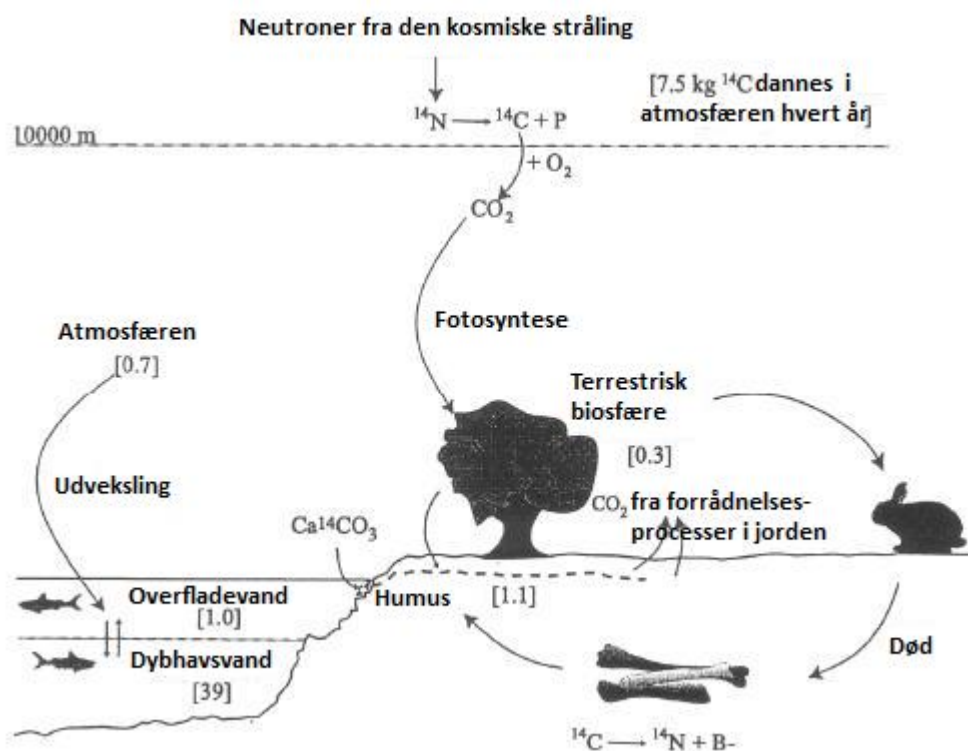 Neutroner fra den kosmiske stråling
[7.5 kg ¹⁴C dannes i
atmosfæren hvert år]
¹⁴N → ¹⁴C + P
[0000 m
+ O₂
CO₂
Fotosyntese
Atmosfæren
[0.7]
Terrestrisk
biosfære
[0.3]
Udveksling
CO₂ fra forrådnelses-
processer i jorden
Ca¹⁴CO₃
Overfladevand
[1.0]
Humus
[1.1]
Dybhavsvand
[39]
Død
¹⁴C → ¹⁴N + B-